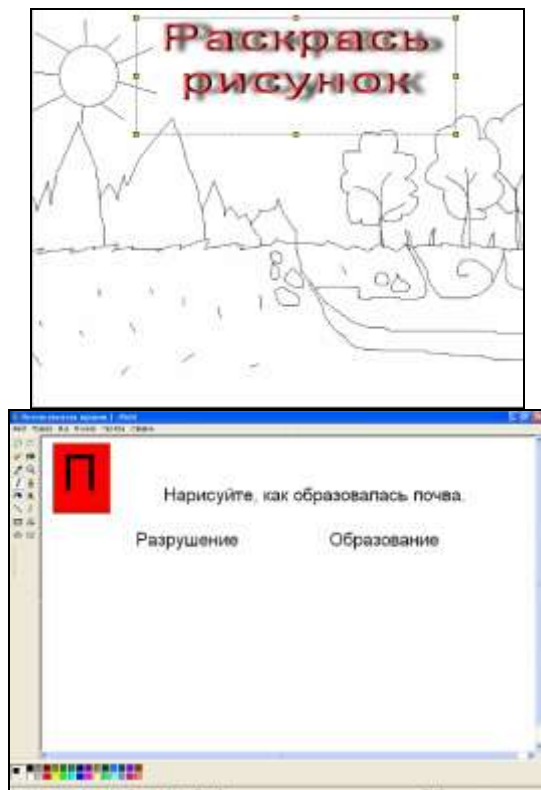 Раскрась
рисунок
П
Нарисуйте, как образовалась почва.
Разрушение
Образование